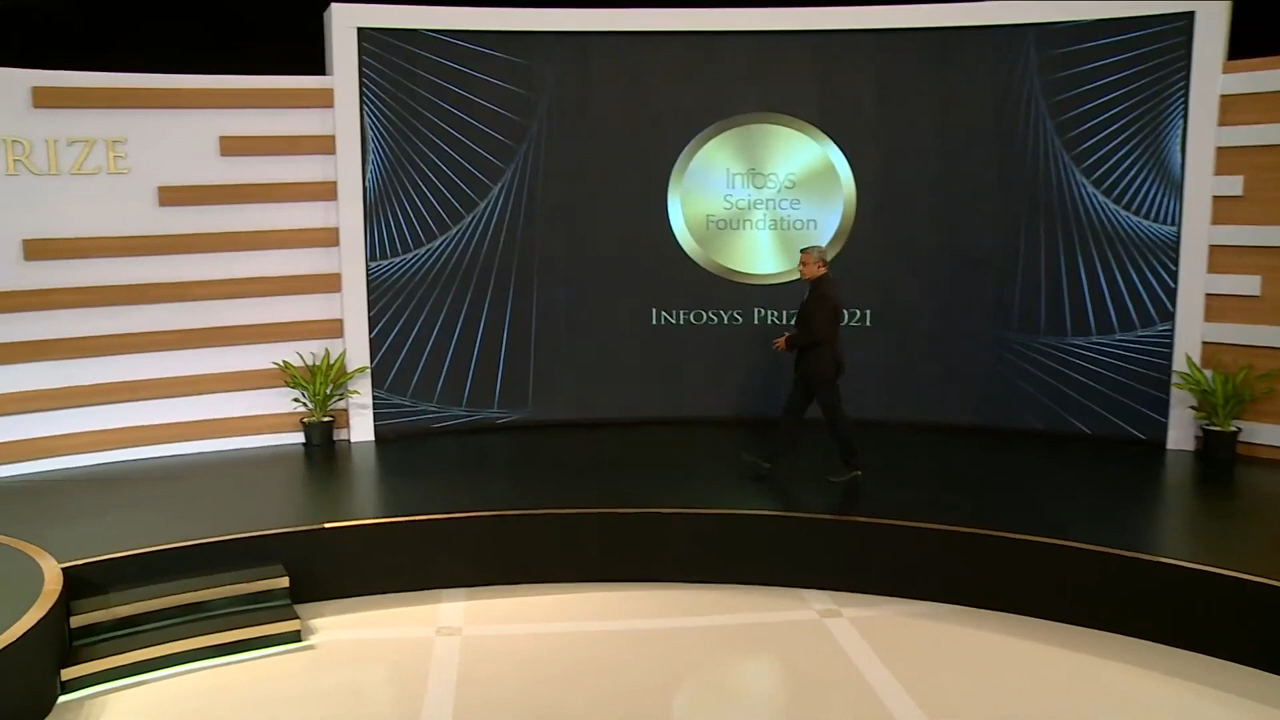 RIZE
Infosys
Science
Foundation
INFOSYS PRIZ 021